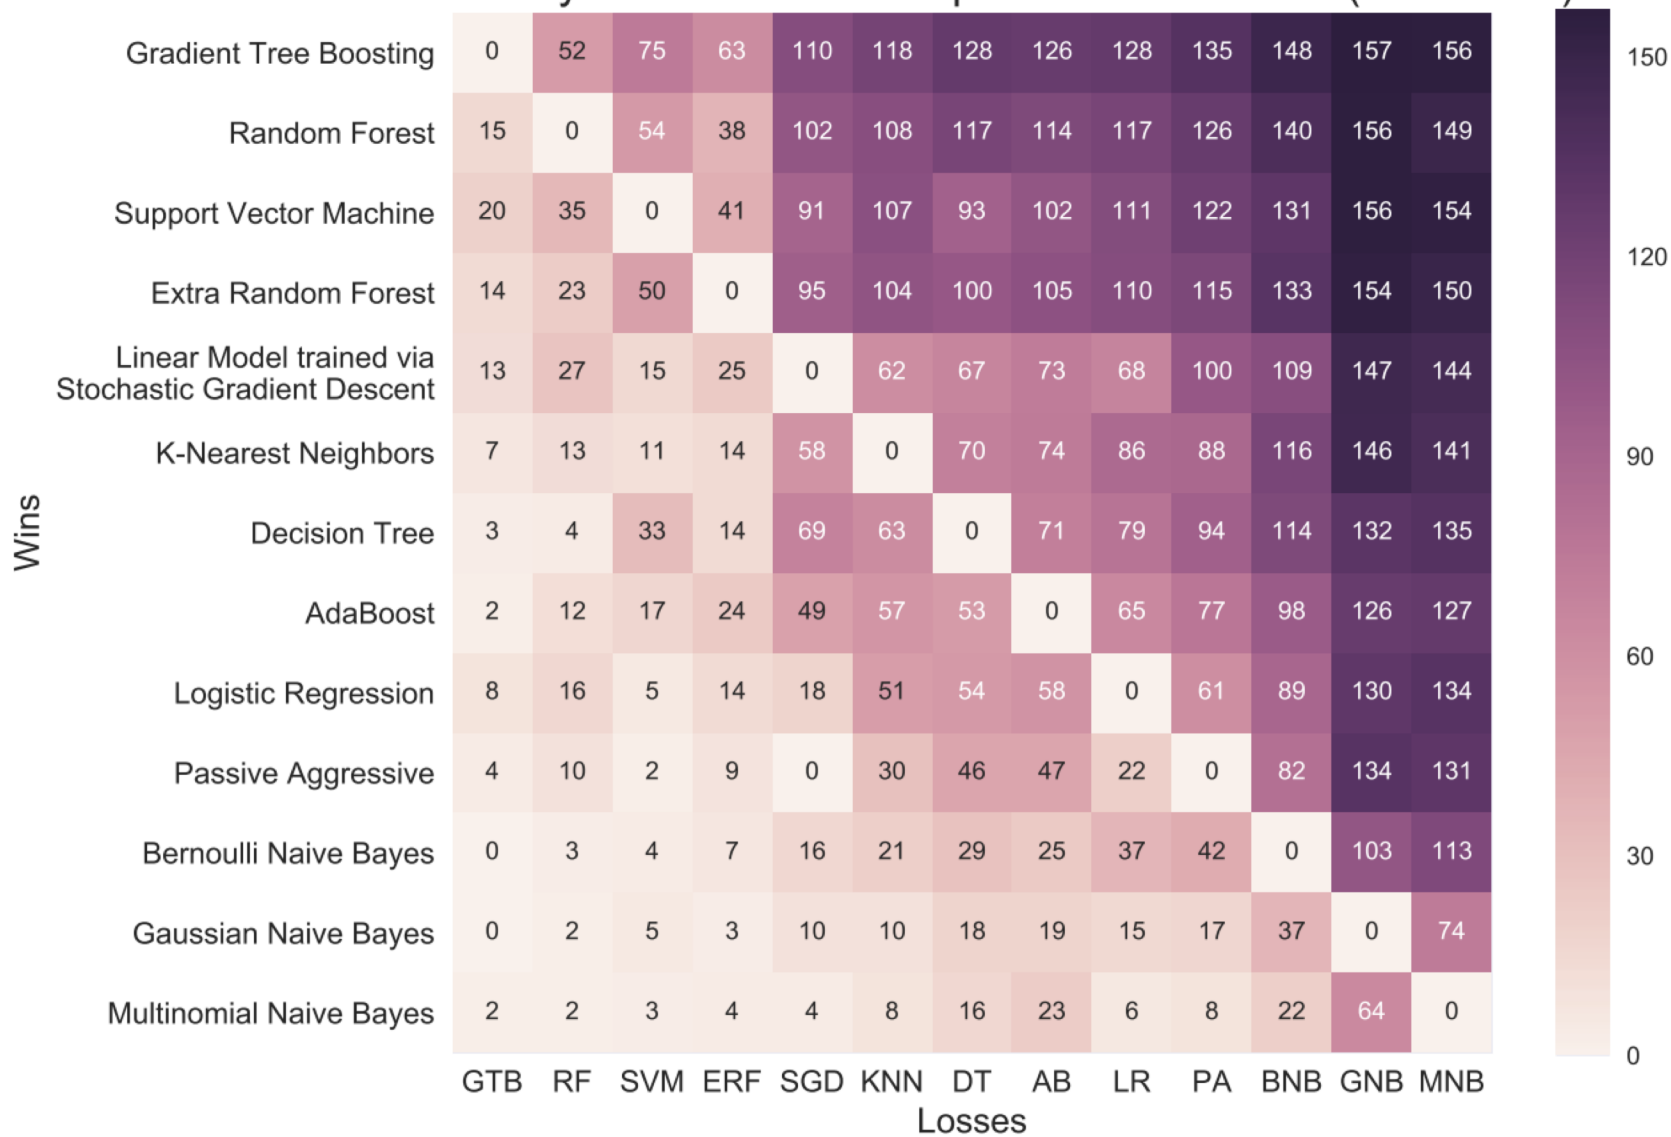 Gradient Tree Boosting 0 52 75 63 110 118 128 126 128 135 148 157 156
Random Forest 15 0 54 38 102 108 117 114 117 126 140 156 149
Support Vector Machine 20 35 0 41 91 107 93 102 111 122 131 156 154
Extra Random Forest 14 23 50 0 95 104 100 105 110 115 133 154 150
Linear Model trained via
Stochastic Gradient Descent 13 27 15 25 0 62 67 73 68 100 109 147 144
K-Nearest Neighbors 7 13 11 14 58 0 70 74 86 88 116 146 141
Decision Tree 3 4 33 14 69 63 0 71 79 94 114 132 135
AdaBoost 2 12 17 24 49 57 53 0 65 77 98 126 127
Logistic Regression 8 16 5 14 18 51 54 58 0 61 89 130 134
Passive Aggressive 4 10 2 9 0 30 46 47 22 0 82 134 131
Bernoulli Naive Bayes 0 3 4 7 16 21 29 25 37 42 0 103 113
Gaussian Naive Bayes 0 2 5 3 10 10 18 19 15 17 37 0 74
Multinomial Naive Bayes 2 2 3 4 4 8 16 23 6 8 22 64 0
GTB RF SVM ERF SGD KNN DT AB LR PA BNB GNB MNB
Losses
Wins
150
120
90
60
30
0